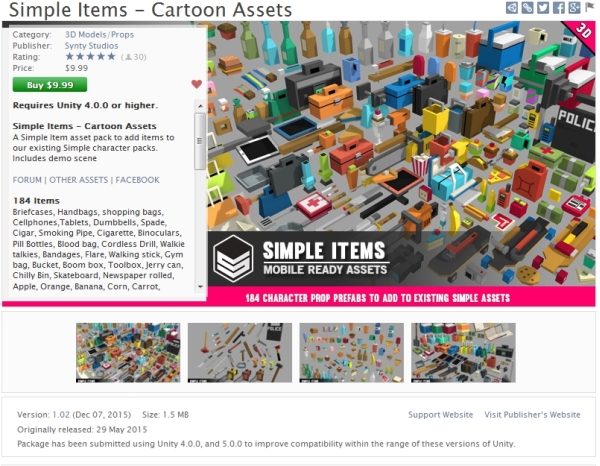 Simple Items - Cartoon Assets
Category: 3D Models/Props
Publisher: Synty Studios
Rating: (30)
Price: $9.99
Buy $9.99
Requires Unity 4.0.0 or higher.
Simple Items - Cartoon Assets
A Simple Item asset pack to add items to
our existing Simple character packs.
Includes demo scene
FORUM | OTHER ASSETS | FACEBOOK
184 Items
Briefcases, Handbags, shopping bags,
Cellphones,Tablets, Dumbbells, Spade,
Cigar, Smoking Pipe, Cigarette, Binoculars,
Pill Bottles, Blood bag, Cordless Drill, Walkie
talkies, Bandages, Flare, Walking stick, Gym
bag, Bucket, Boom box, Toolbox, Jerry can,
Chilly Bin, Skateboard, Newspaper rolled,
Apple, Orange, Banana, Corn, Carrot,
3D
POLICE
SIMPLE ITEMS
MOBILE READY ASSETS
184 CHARACTER PROP PREFABS TO ADD TO EXISTING SIMPLE ASSETS
Version: 1.02 (Dec 07, 2015) Size: 1.5 MB
Support Website Visit Publisher's Website
Originally released: 29 May 2015
Package has been submitted using Unity 4.0.0, and 5.0.0 to improve compatibility within the range of these versions of Unity.